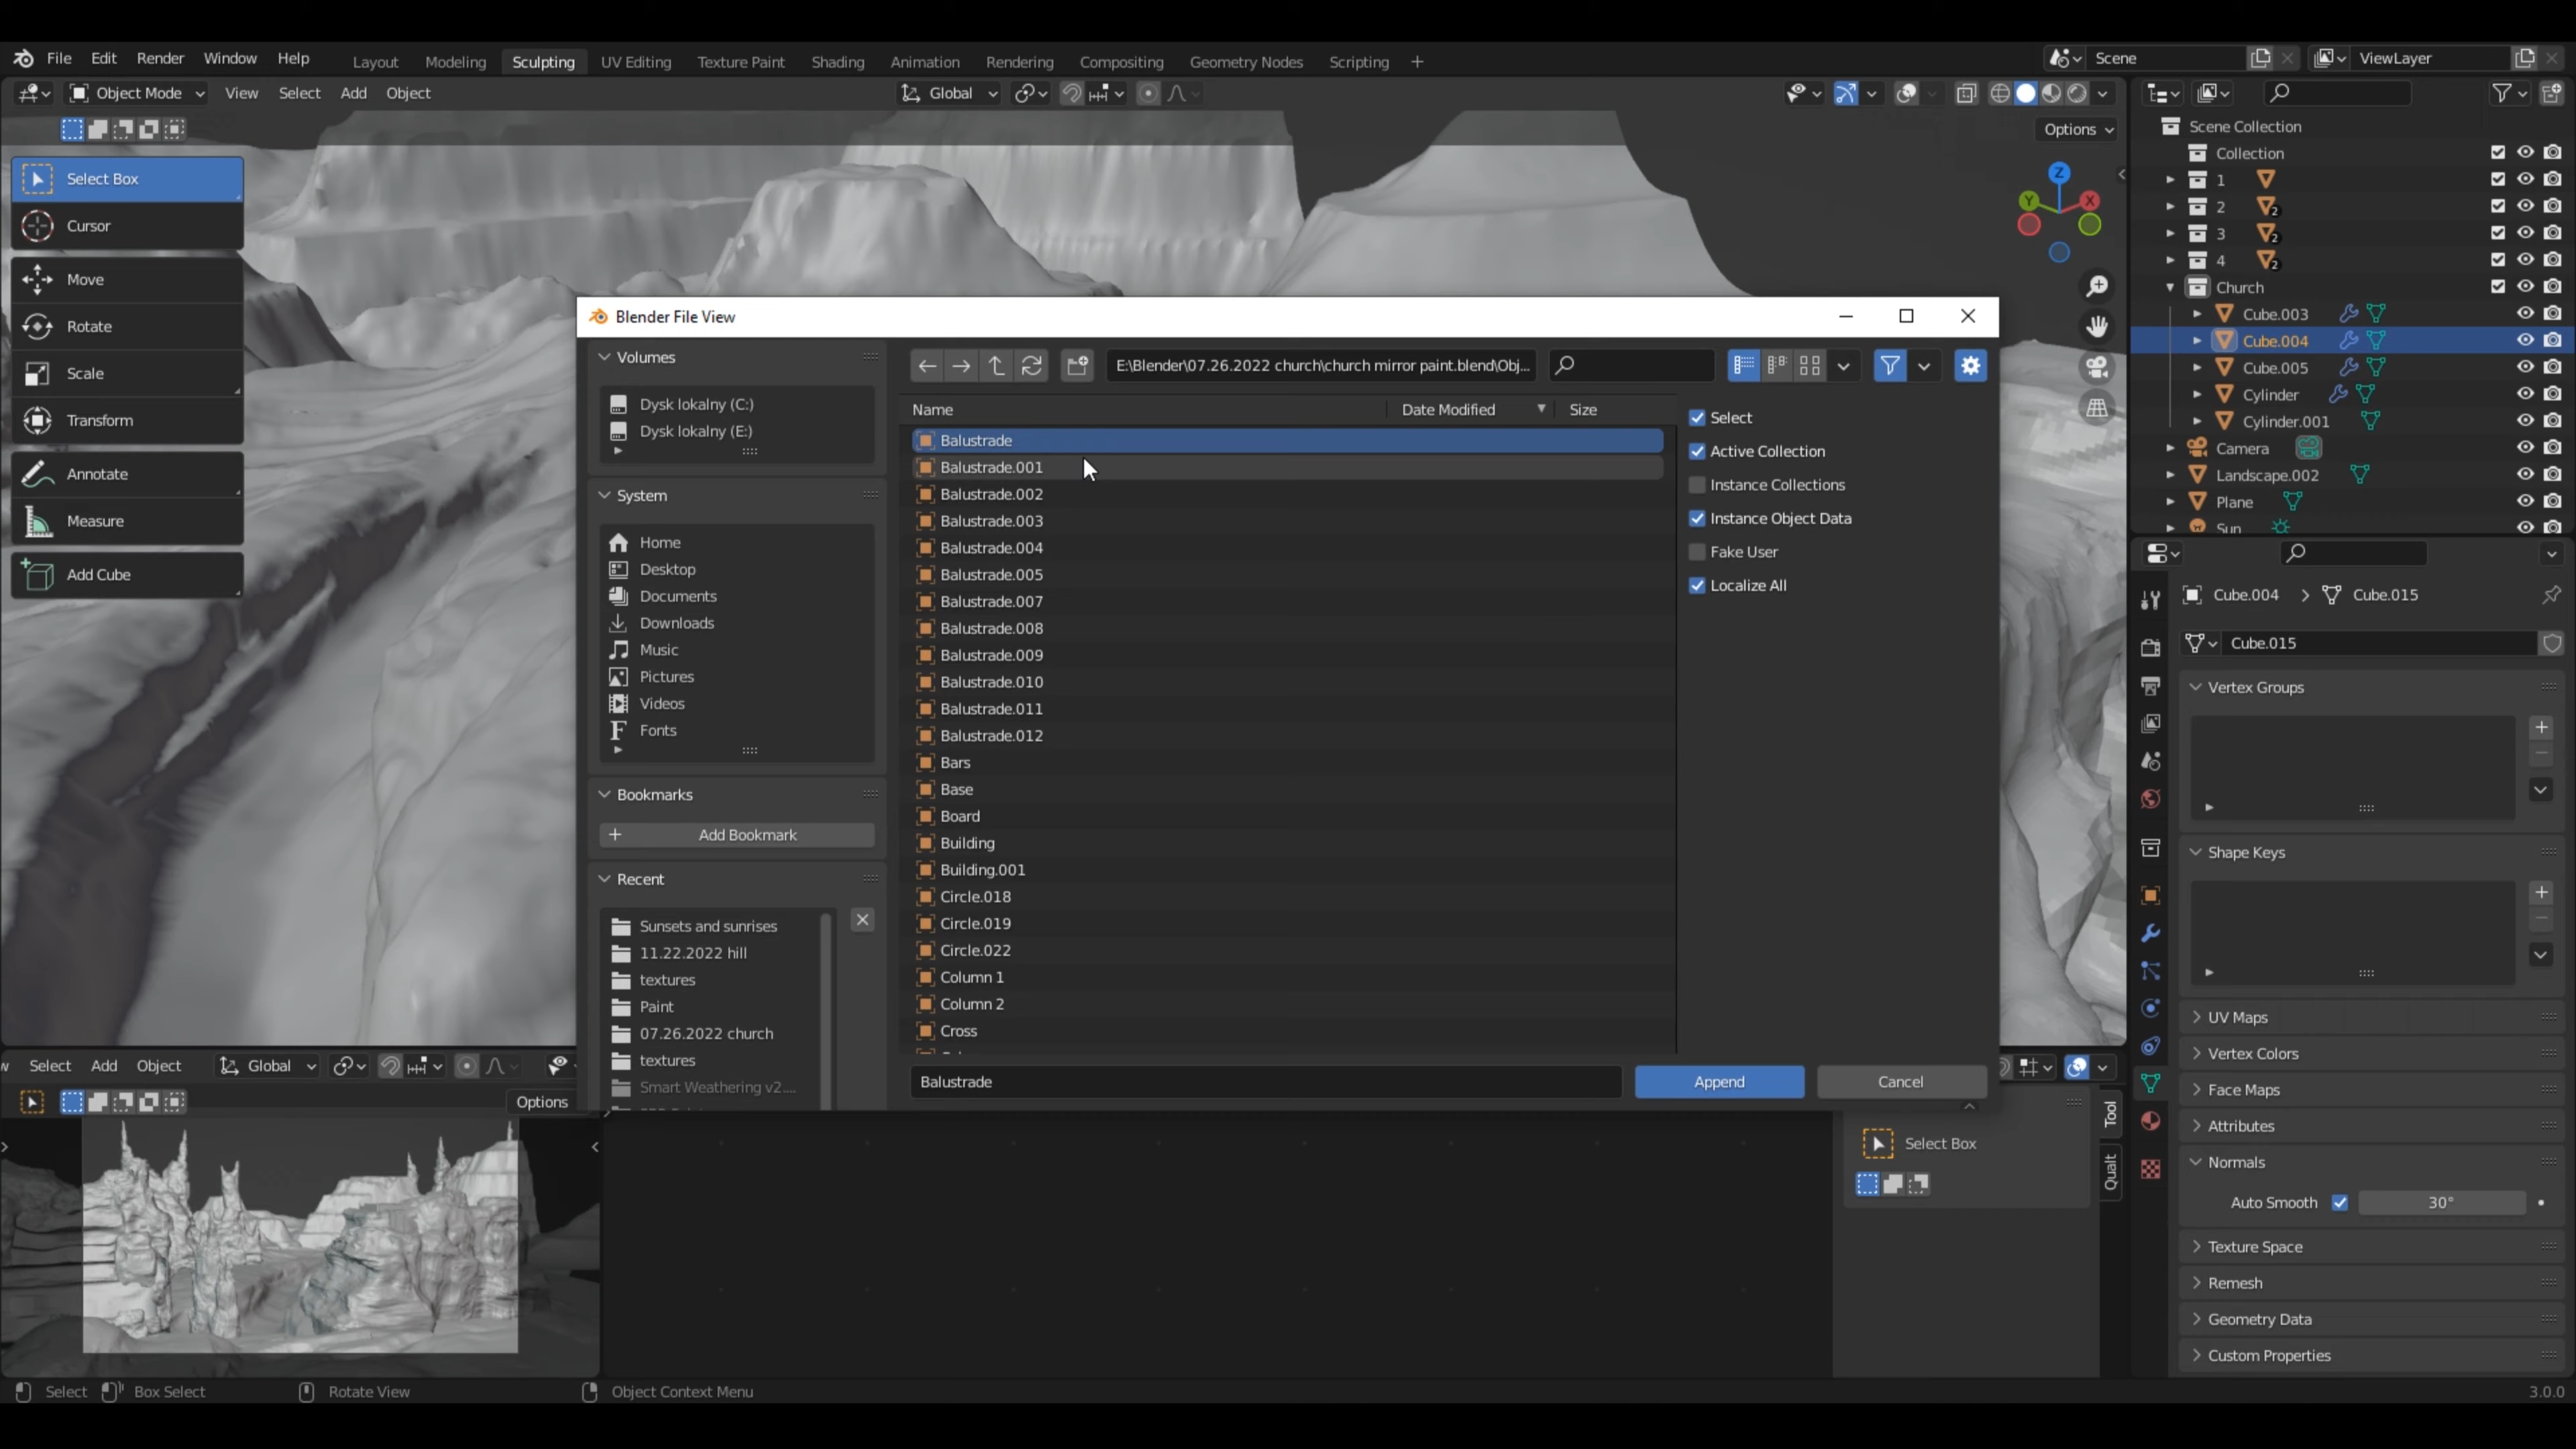 File Edit Render Window Help Layout Modeling Sculpting UV Editing Texture Paint Shading Animation Rendering Compositing Geometry Nodes Scripting + Scene ViewLayer
Object Mode View Select Add Object Global
Options
Select Box
Cursor
Move
Rotate
Scale
Transform
Annotate
Measure
Add Cube
Z
Y
X
Scene Collection
Collection
1
2 2
3 2
4 2
Church
Cube.003
Cube.004
Cube.005
Cylinder
Cylinder.001
Camera
Landscape.002
Plane
Sun
Blender File View
Volumes
Dysk lokalny (C:)
Dysk lokalny (E:)
System
Home
Desktop
Documents
Downloads
Music
Pictures
Videos
Fonts
Bookmarks
+ Add Bookmark
Recent
Sunsets and sunrises
11.22.2022 hill
textures
Paint
07.26.2022 church
textures
Smart Weathering v2....
E:\Blender\07.26.2022 church\church mirror paint.blend\Obj...
Name Date Modified Size
Balustrade
Balustrade.001
Balustrade.002
Balustrade.003
Balustrade.004
Balustrade.005
Balustrade.007
Balustrade.008
Balustrade.009
Balustrade.010
Balustrade.011
Balustrade.012
Bars
Base
Board
Building
Building.001
Circle.018
Circle.019
Circle.022
Column 1
Column 2
Cross
Select
Active Collection
Instance Collections
Instance Object Data
Fake User
Localize All
Balustrade Append Cancel
Cube.004 > Cube.015
Cube.015
Vertex Groups
Shape Keys
UV Maps
Vertex Colors
Face Maps
Attributes
Normals
Auto Smooth 30°
Texture Space
Remesh
Geometry Data
Custom Properties
Select Add Object Global
Options
Tool
Select Box
Qualt
Select Box Select Rotate View Object Context Menu 3.0.0